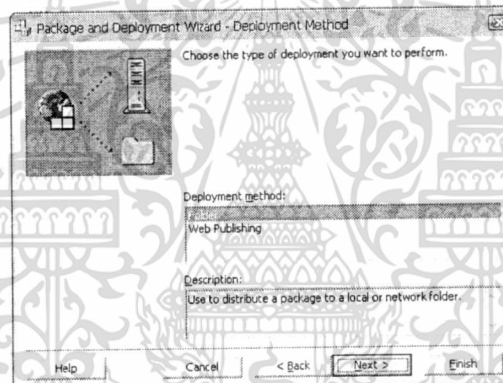 Package and Deployment Wizard - Deployment Method
Choose the type of deployment you want to perform.
Deployment method:
Web Publishing
Description:
Use to distribute a package to a local or network folder.
Help
Cancel
< Back
Next >
Finish